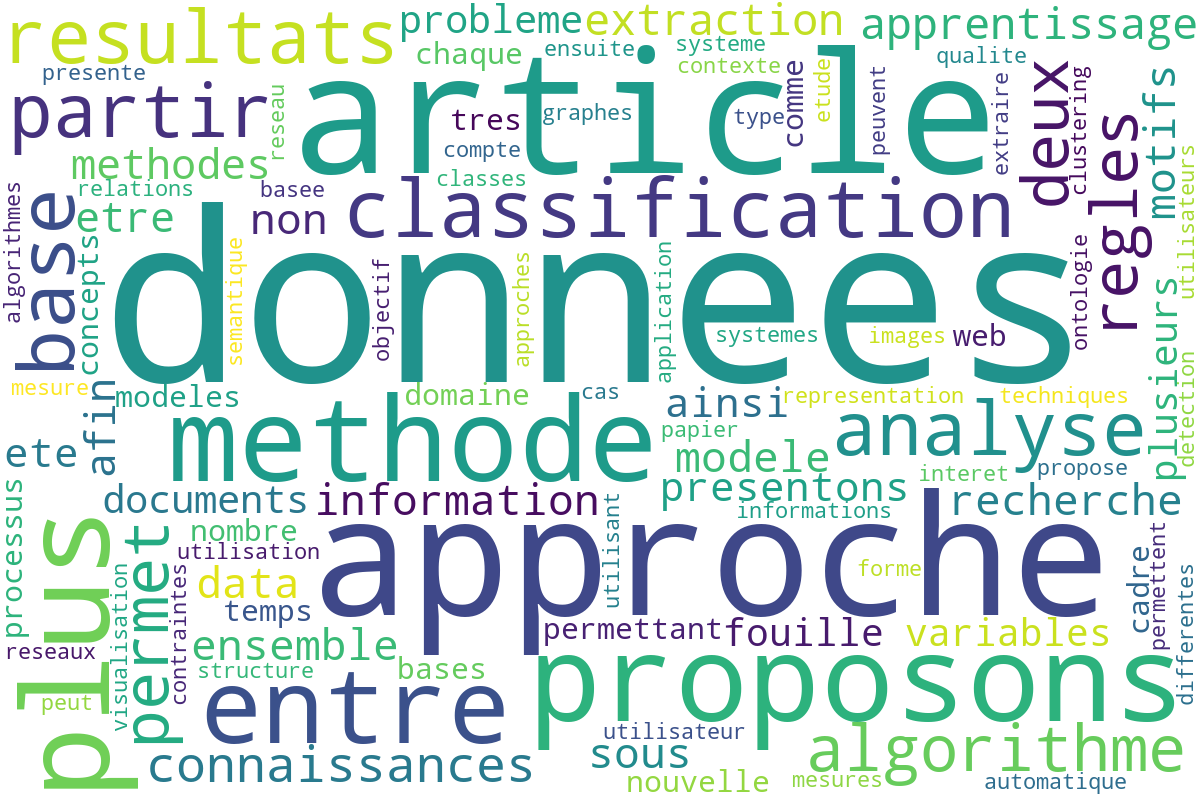 resultats
probleme
extraction
apprentissage
chaque
ensuite
systeme
contexte
qualite
presente
partir
reseau
article
graphes
tres
compte
type
comme
etude
peuvent
extraire
deux
clustering
regles
motifs
utilisateurs
methodes
relations
basee
classes
etre
non
classification
algorithmes
base
concepts
semantique
donnees
objectif
approches
application
systemes
images
web
ontologie
plusieurs
detection
mesure
afin
modeles
domaine
cas
ainsi
representation
techniques
methode
papier
analyse
ete
modele
interet
propose
documents
information
presentons
informations
recherche
processus
plus
permet
nombre
utilisation
utilisant
approche
data
forme
cadre
permettent
differentes
temps
contraintes
visualisation
reseaux
ensemble
permettant
fouille
variables
structure
bases
peut
entre
proposons
utilisateur
connaissances
sous
algorithme
nouvelle
mesures
automatique